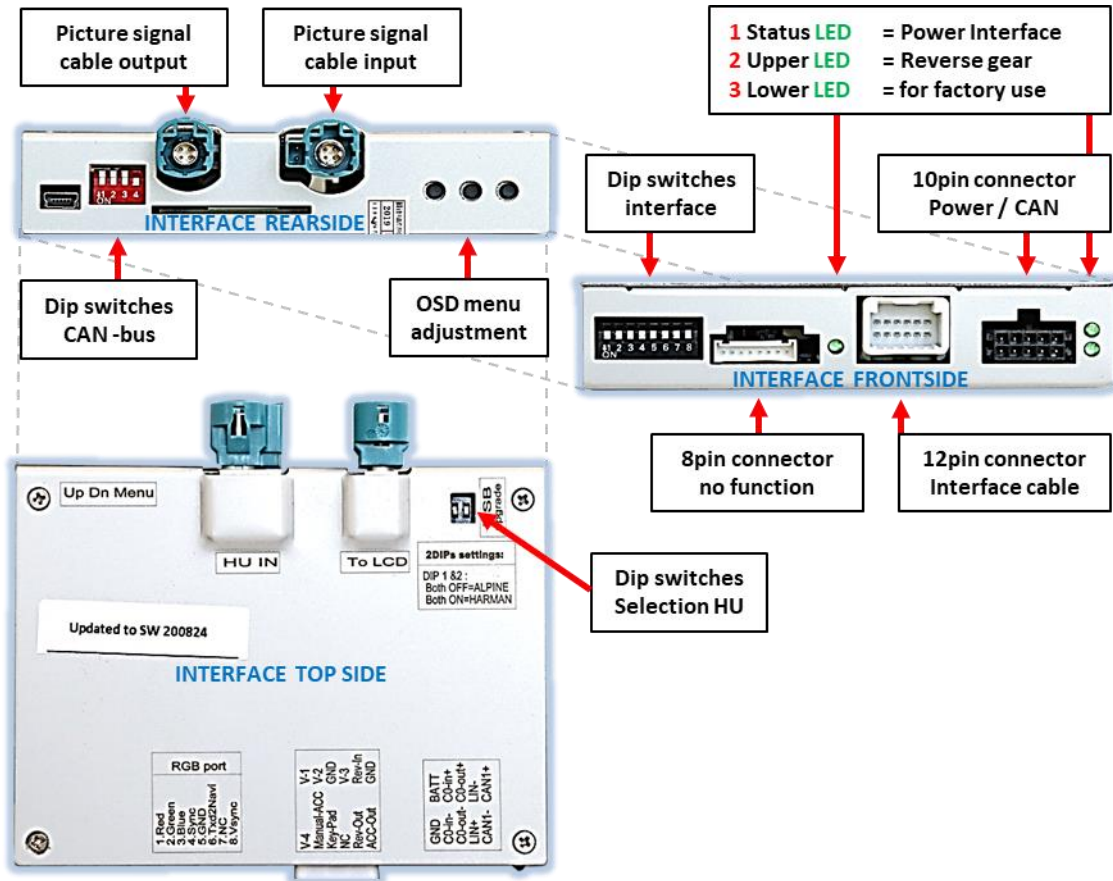 Picture signal
cable output
Picture signal
cable input
1 Status LED = Power Interface
2 Upper LED = Reverse gear
3 Lower LED = for factory use
1 2 3 4
ON
INTERFACE REARSIDE
2019
Dip switches
interface
10pin connector
Power / CAN
Dip switches
CAN -bus
OSD menu
adjustment
1 2 3 4 5 6 7 8
ON
INTERFACE FRONTSIDE
8pin connector
no function
12pin connector
Interface cable
Up Dn Menu
HU IN
To LCD
2DIPs settings:
DIP 1 &2 :
Both OFF=ALPINE
Both ON=HARMAN
Dip switches
Selection HU
Updated to SW 200824
INTERFACE TOP SIDE
RGB port
1.Red
2.Green
3.Blue
4.Sync
5.GND
6.Txd2Navi
7.NC
8.Vsync
V-4 V-1
Manual-ACC V-2
Key-Pad GND
NC V-3
Rev-Out Rev-In
ACC-Out GND
GND BATT
C0-in- C0-in+
C0-out- C0-out+
LIN+ LIN-
CAN1- CAN1+